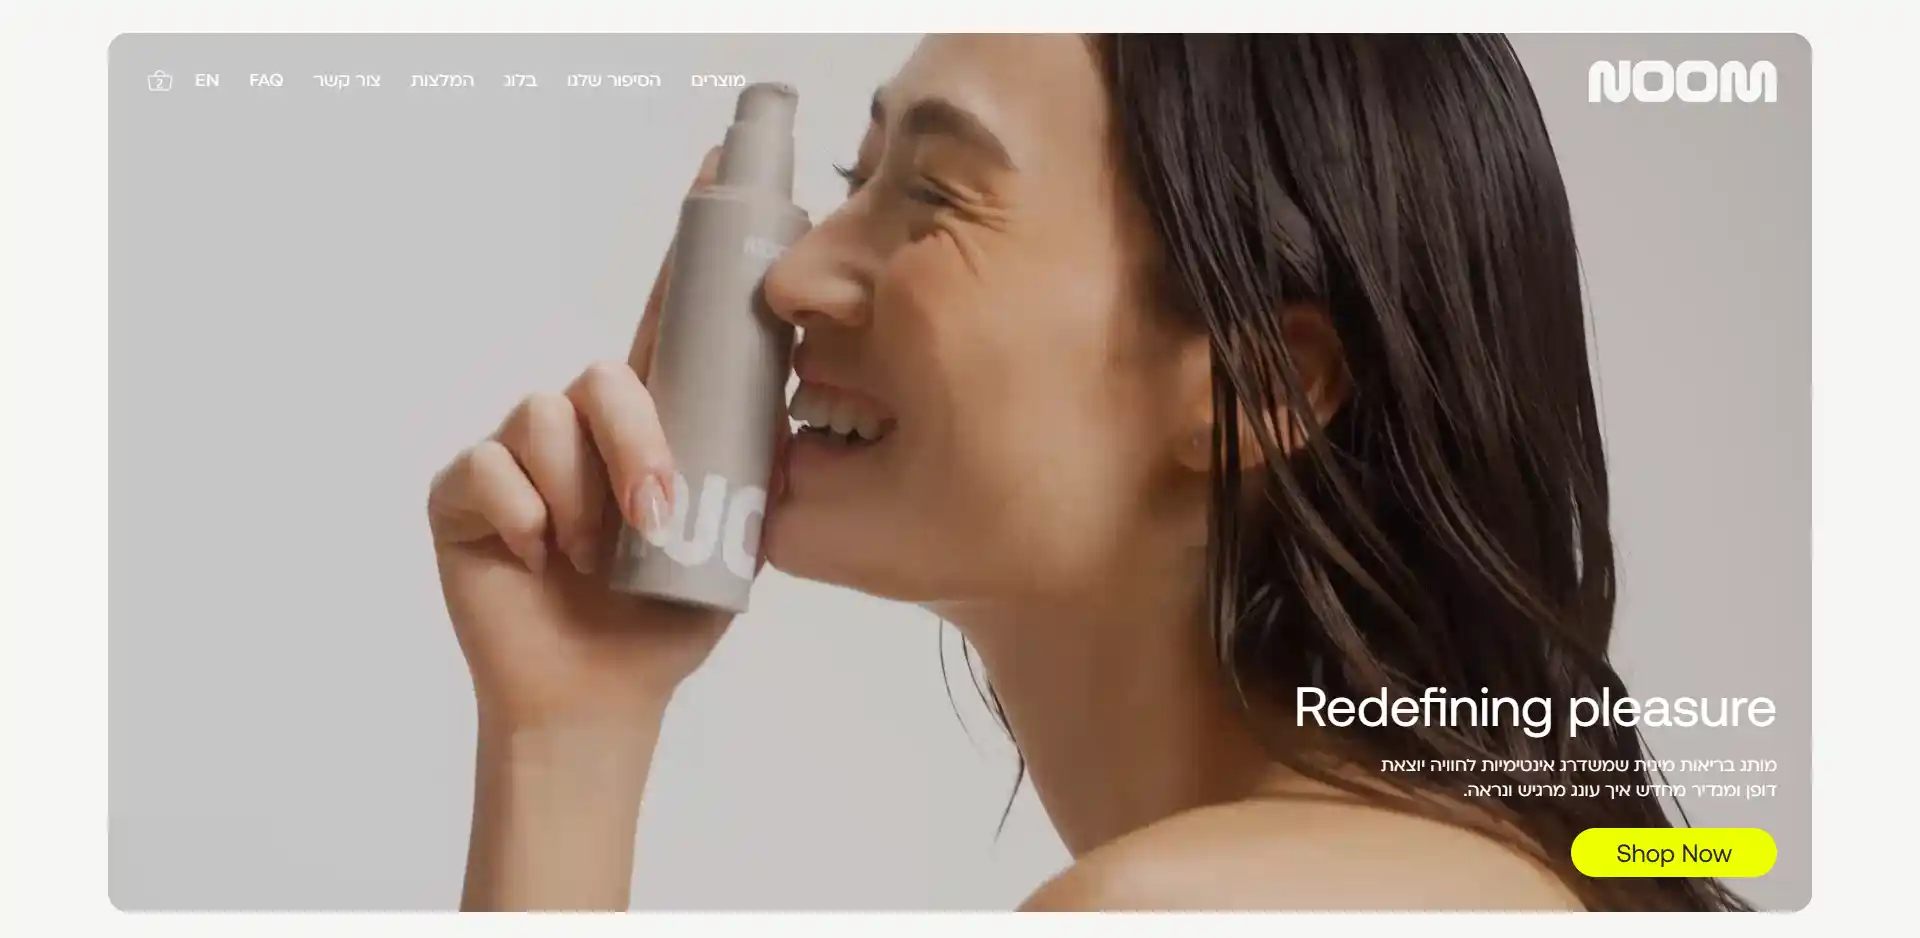 NOOM
מוצרים
הסיפור שלנו
בלוג
המלצות
צור קשר
FAQ
EN
2
NO
Redefining pleasure
מותג בריאות מינית שמשדרג אינטימיות לחוויה יוצאת
דופן ומגדיר מחדש איך עונג מרגיש ונראה.
Shop Now